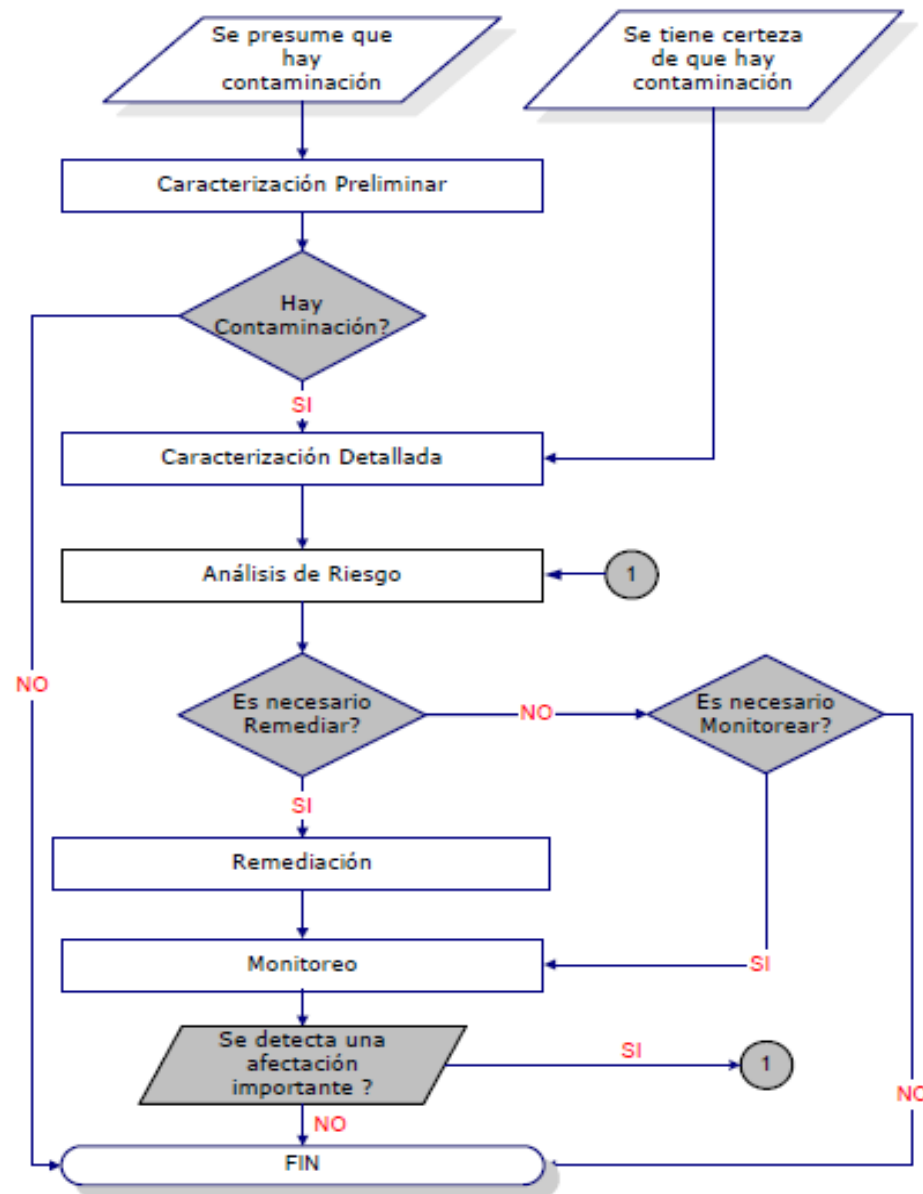 Se presume que
hay
contaminación
Se tiene certeza
de que hay
contaminación
Caracterización Preliminar
Hay
Contaminación?
SI
Caracterización Detallada
Análisis de Riesgo
1
NO
Es necesario
Remediar?
NO
Es necesario
Monitorear?
SI
Remediación
Monitoreo
SI
Se detecta una
afectación
importante ?
SI
1
NO
NO
FIN